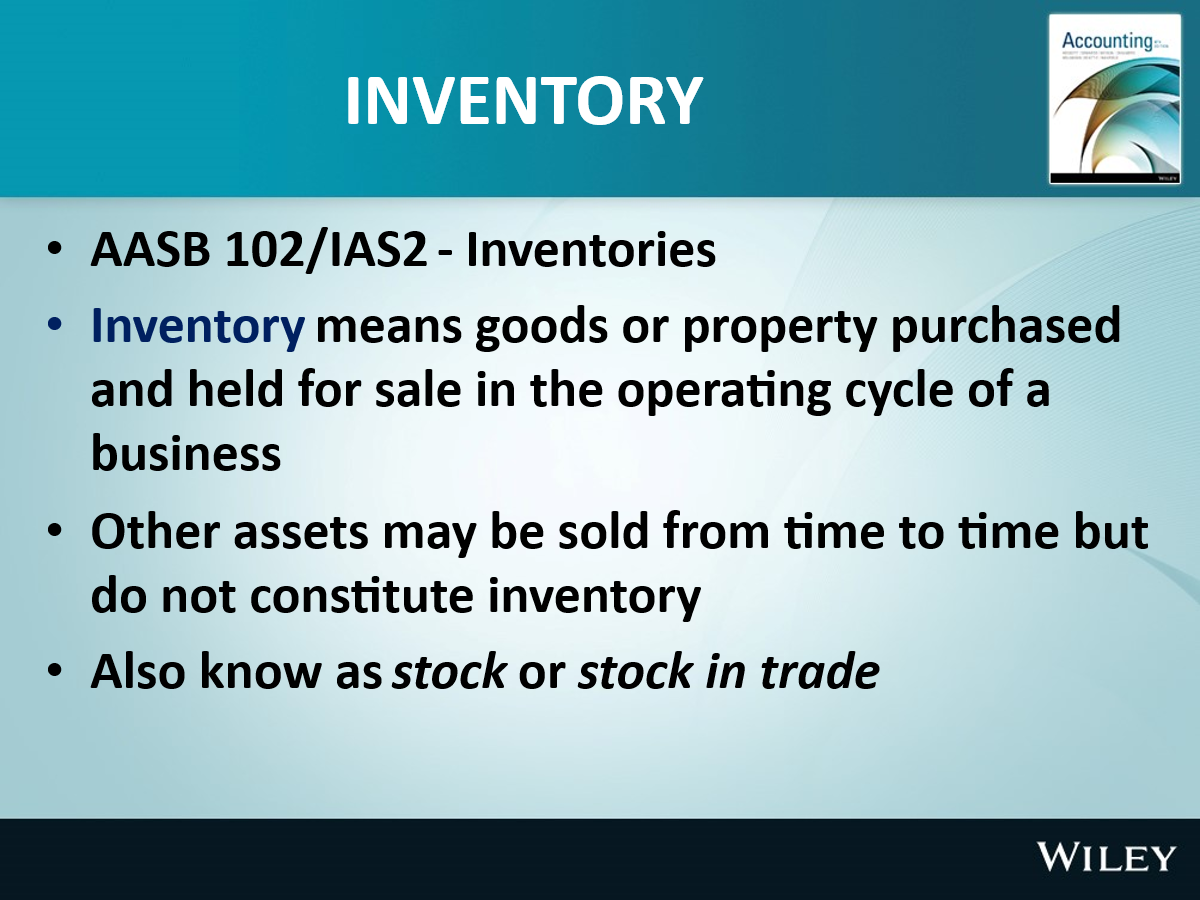 INVENTORY
Accounting
WILEY
• AASB 102/IAS2 - Inventories
• Inventory means goods or property purchased
and held for sale in the operating cycle of a
business
• Other assets may be sold from time to time but
do not constitute inventory
• Also know as stock or stock in trade
WILEY